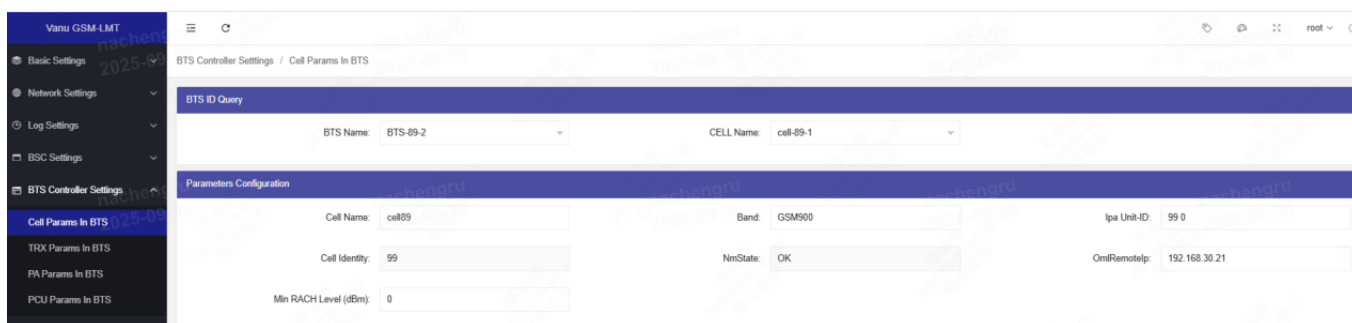 Vanu GSM-LMT
root
Basic Settings
BTS Controller Setttings / Cell Params In BTS
Network Settings
BTS ID Query
Log Settings
BTS Name: BTS-89-2 CELL Name: cell-89-1
BSC Settings
BTS Controller Settings
Parameters Configuration
Cell Params In BTS
Cell Name: cell89 Band: GSM900 Ipa Unit-ID: 99 0
TRX Params In BTS
Cell Identity: 99 NmState: OK OmlRemoteIp: 192.168.30.21
PA Params In BTS
PCU Params In BTS
Min RACH Level (dBm): 0
nachengru
2025-09-30